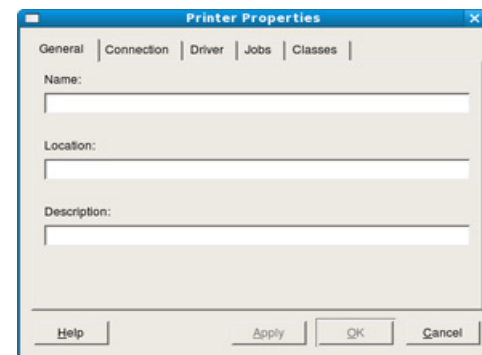 Printer Properties
General Connection Driver Jobs Classes
Name:
Location:
Description:
Help Apply OK Cancel